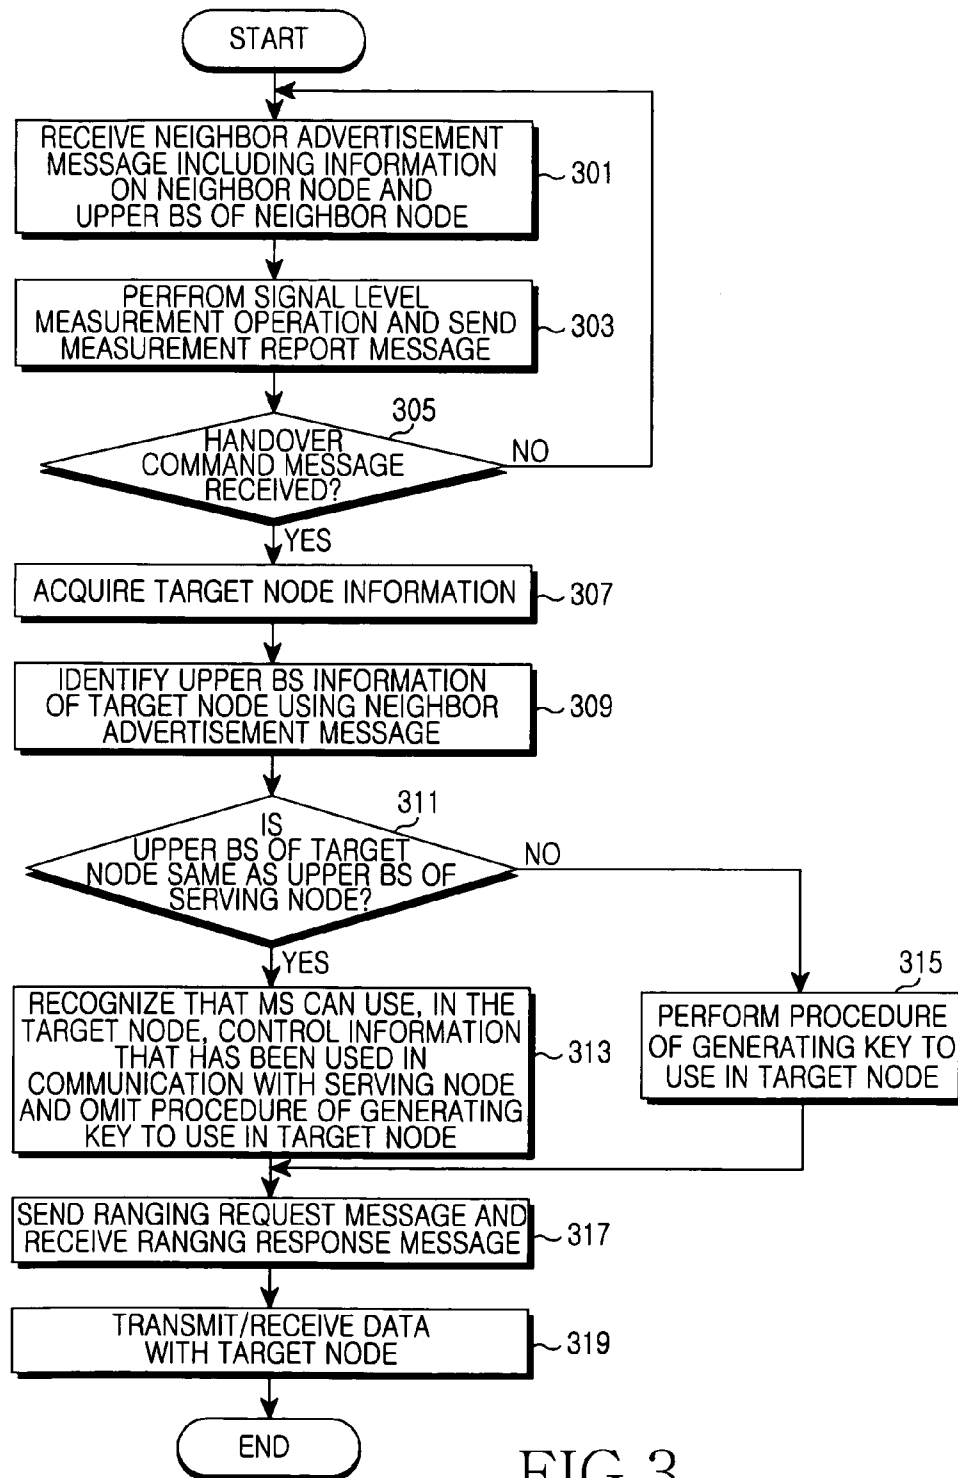 START
RECEIVE NEIGHBOR ADVERTISEMENT
MESSAGE INCLUDING INFORMATION
ON NEIGHBOR NODE AND
UPPER BS OF NEIGHBOR NODE
301
PERFROM SIGNAL LEVEL
MEASUREMENT OPERATION AND SEND
MEASUREMENT REPORT MESSAGE
303
305
HANDOVER
COMMAND MESSAGE
RECEIVED?
NO
YES
ACQUIRE TARGET NODE INFORMATION
307
IDENTIFY UPPER BS INFORMATION
OF TARGET NODE USING NEIGHBOR
ADVERTISEMENT MESSAGE
309
311
IS
UPPER BS OF TARGET
NODE SAME AS UPPER BS OF
SERVING NODE?
NO
YES
RECOGNIZE THAT MS CAN USE, IN THE
TARGET NODE, CONTROL INFORMATION
THAT HAS BEEN USED IN
COMMUNICATION WITH SERVING NODE
AND OMIT PROCEDURE OF GENERATING
KEY TO USE IN TARGET NODE
313
315
PERFORM PROCEDURE
OF GENERATING KEY TO
USE IN TARGET NODE
SEND RANGING REQUEST MESSAGE AND
RECEIVE RANGNG RESPONSE MESSAGE
317
TRANSMIT/RECEIVE DATA
WITH TARGET NODE
319
END
FIG.3